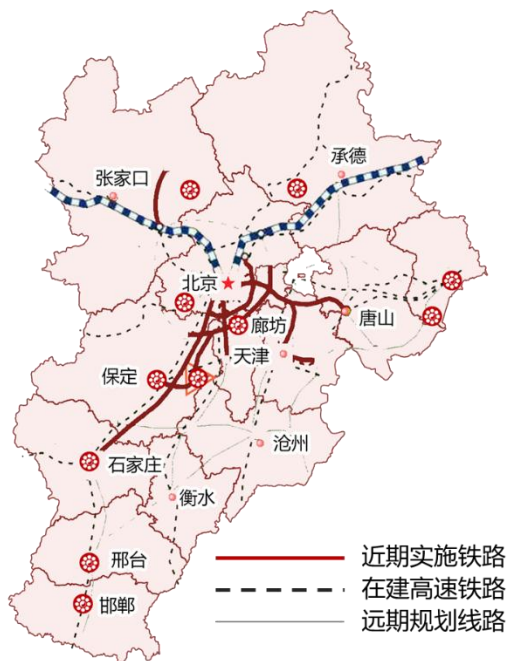 承德
张家口
北京
唐山
廊坊
天津
保定
沧州
石家庄
衡水
邢台
邯郸
近期实施铁路
在建高速铁路
远期规划线路